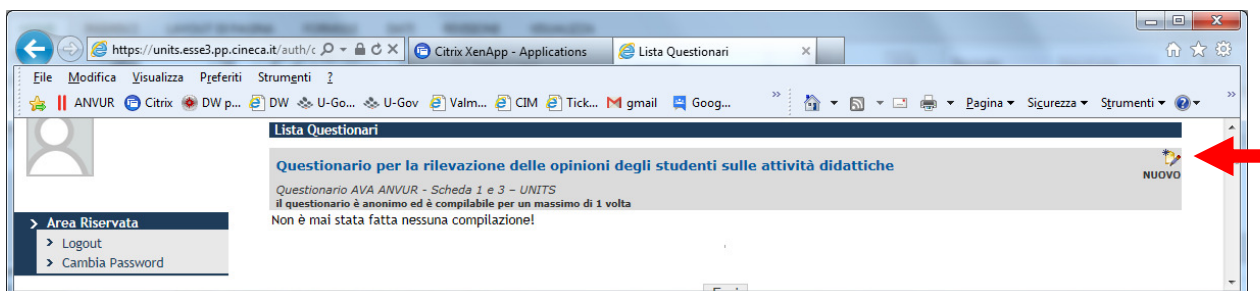 https://units.esse3.pp.cineca.it/auth/c
Citrix XenApp - Applications
Lista Questionari
File Modifica Visualizza Preferiti Strumenti ?
ANVUR Citrix DW p... DW U-Go... U-Gov Valm... CIM Tick... gmail Goog... » Pagina Sicurezza Strumenti »
Lista Questionari
Questionario per la rilevazione delle opinioni degli studenti sulle attività didattiche
NUOVO
Questionario AVA ANVUR - Scheda 1 e 3 – UNITS
il questionario è anonimo ed è compilabile per un massimo di 1 volta
Non è mai stata fatta nessuna compilazione!
Area Riservata
Logout
Cambia Password